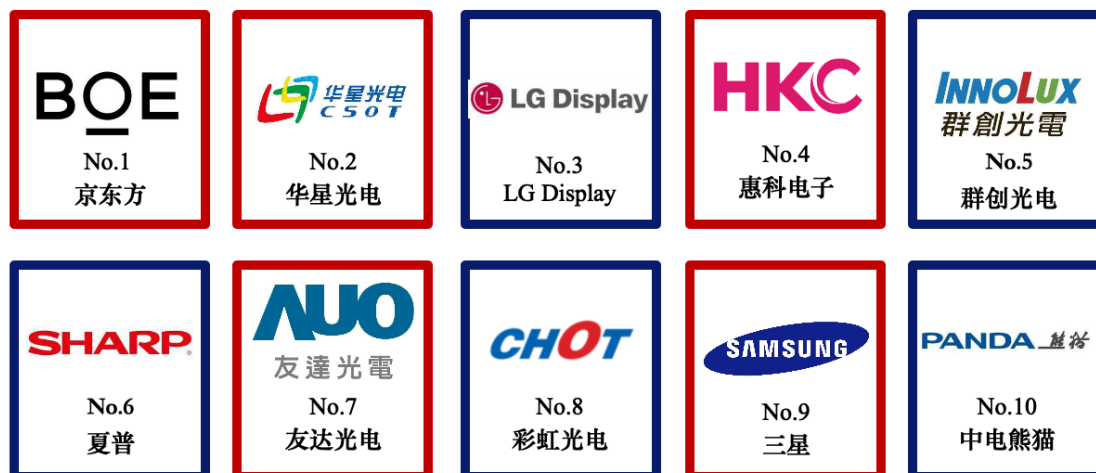 BOE
No.1
京东方
华星光电
CSOT
No.2
华星光电
LG Display
No.3
LG Display
HKC
No.4
惠科电子
INNOLUX
群創光電
No.5
群创光电
SHARP
No.6
夏普
AUO
友達光電
No.7
友达光电
CHOT
No.8
彩虹光电
SAMSUNG
No.9
三星
PANDA 熊猫
No.10
中电熊猫